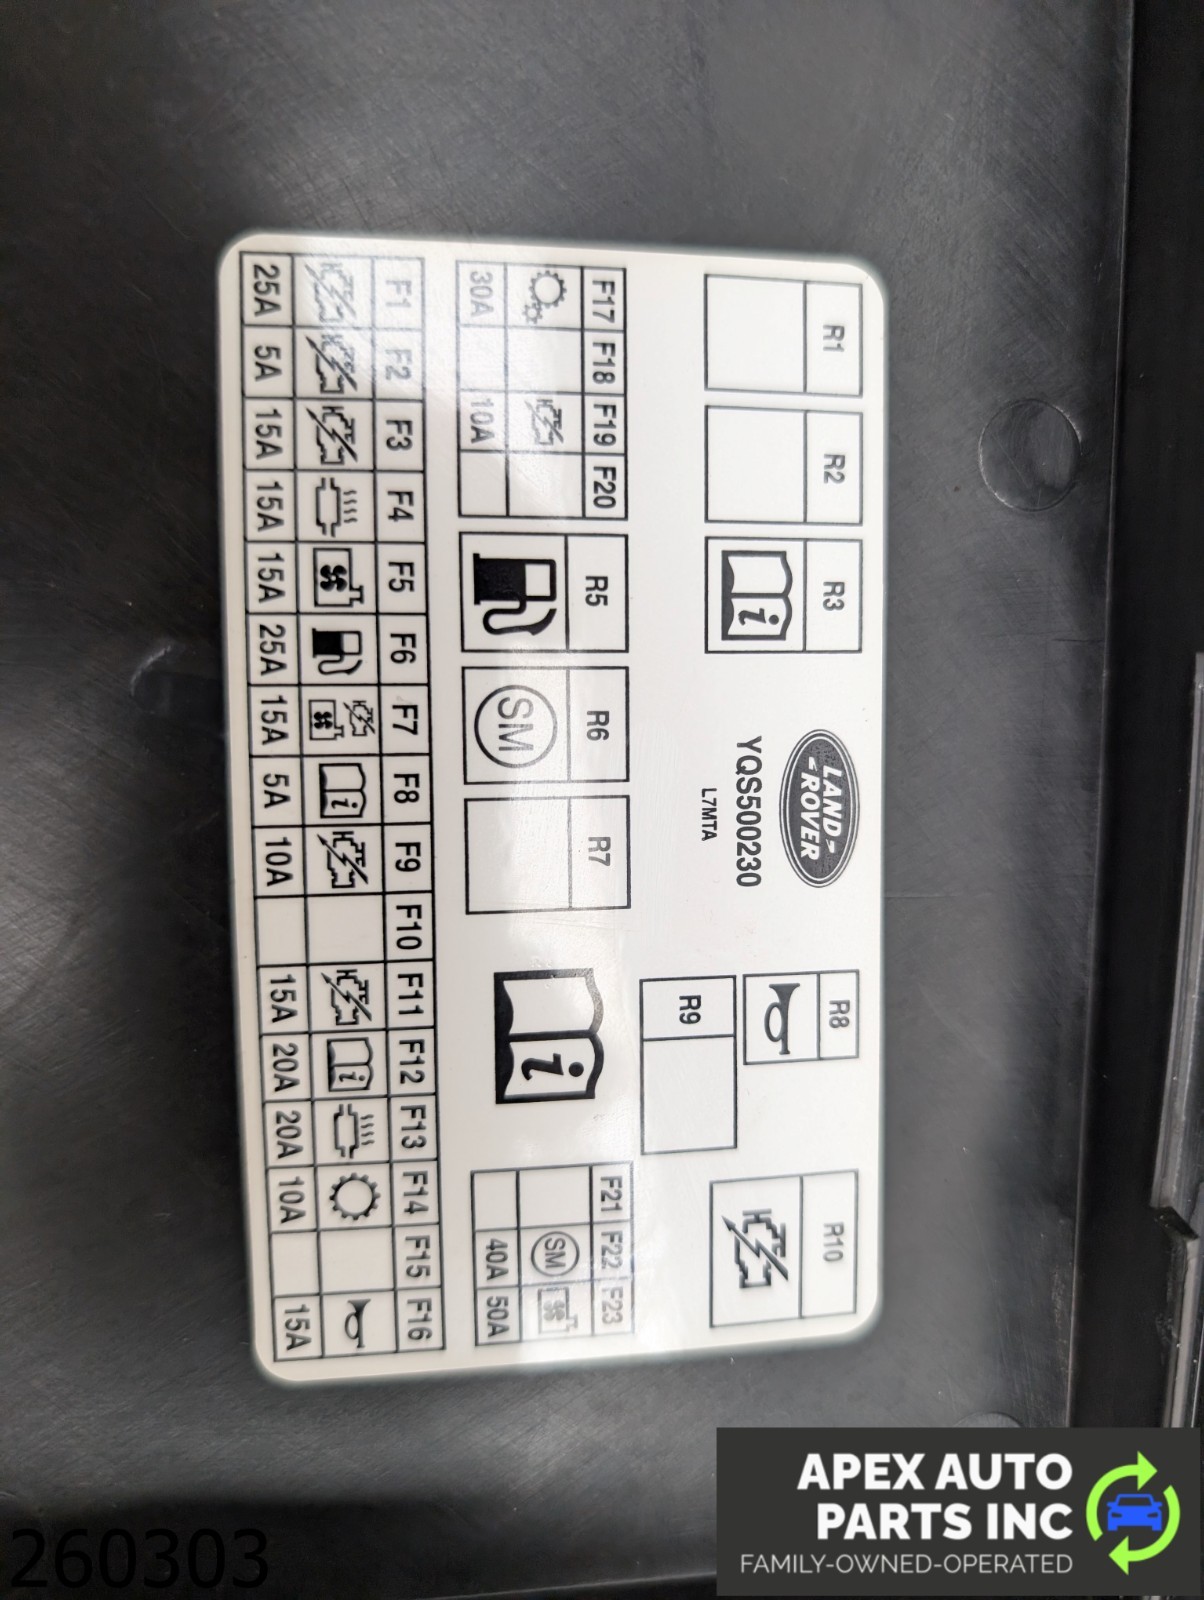 R1 R2 R3 R8 R10
LAND-
-ROVER
YQS500230
L7MTA
R9
F17 F18 F19 F20 R5 R6 R7 F21 F22 F23
SM SM
30A 10A 40A 50A
F1 F2 F3 F4 F5 F6 F7 F8 F9 F10 F11 F12 F13 F14 F15 F16
25A 5A 15A 15A 15A 25A 15A 5A 10A 15A 20A 20A 10A 15A
260303
APEX AUTO
PARTS INC
FAMILY-OWNED-OPERATED